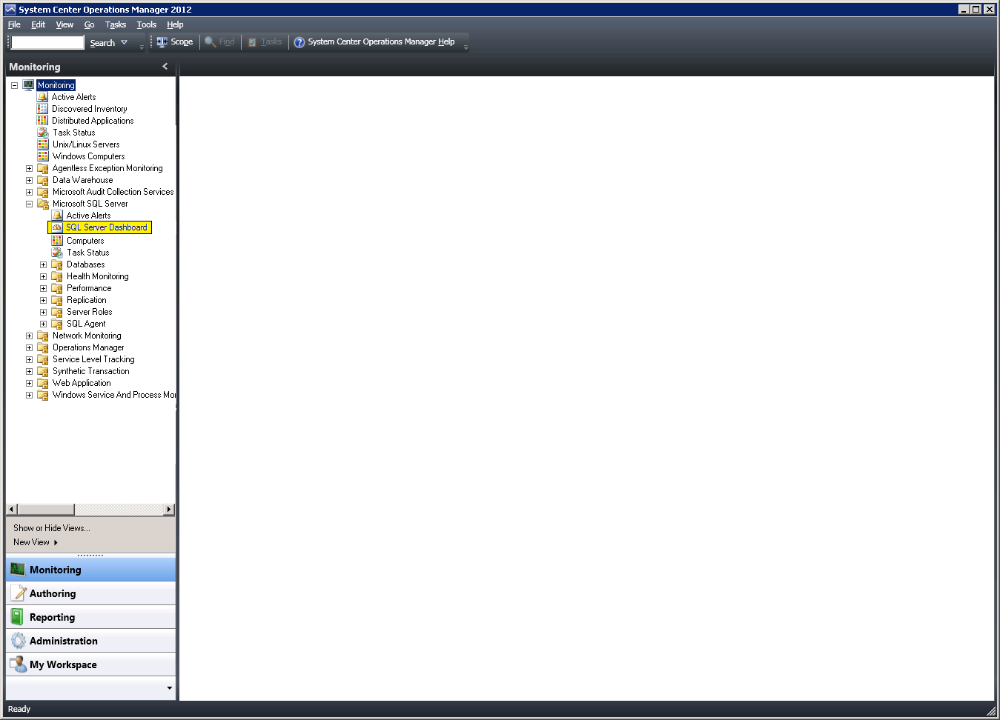 System Center Operations Manager 2012
File Edit View Go Tasks Tools Help
Search Scope Find Tasks System Center Operations Manager Help
Monitoring
Monitoring
Active Alerts
Discovered Inventory
Distributed Applications
Task Status
Unix/Linux Servers
Windows Computers
Agentless Exception Monitoring
Data Warehouse
Microsoft Audit Collection Services
Microsoft SQL Server
Active Alerts
SQL Server Dashboard
Computers
Task Status
Databases
Health Monitoring
Performance
Replication
Server Roles
SQL Agent
Network Monitoring
Operations Manager
Service Level Tracking
Synthetic Transaction
Web Application
Windows Service And Process Mo
Show or Hide Views...
New View
Monitoring
Authoring
Reporting
Administration
My Workspace
Ready